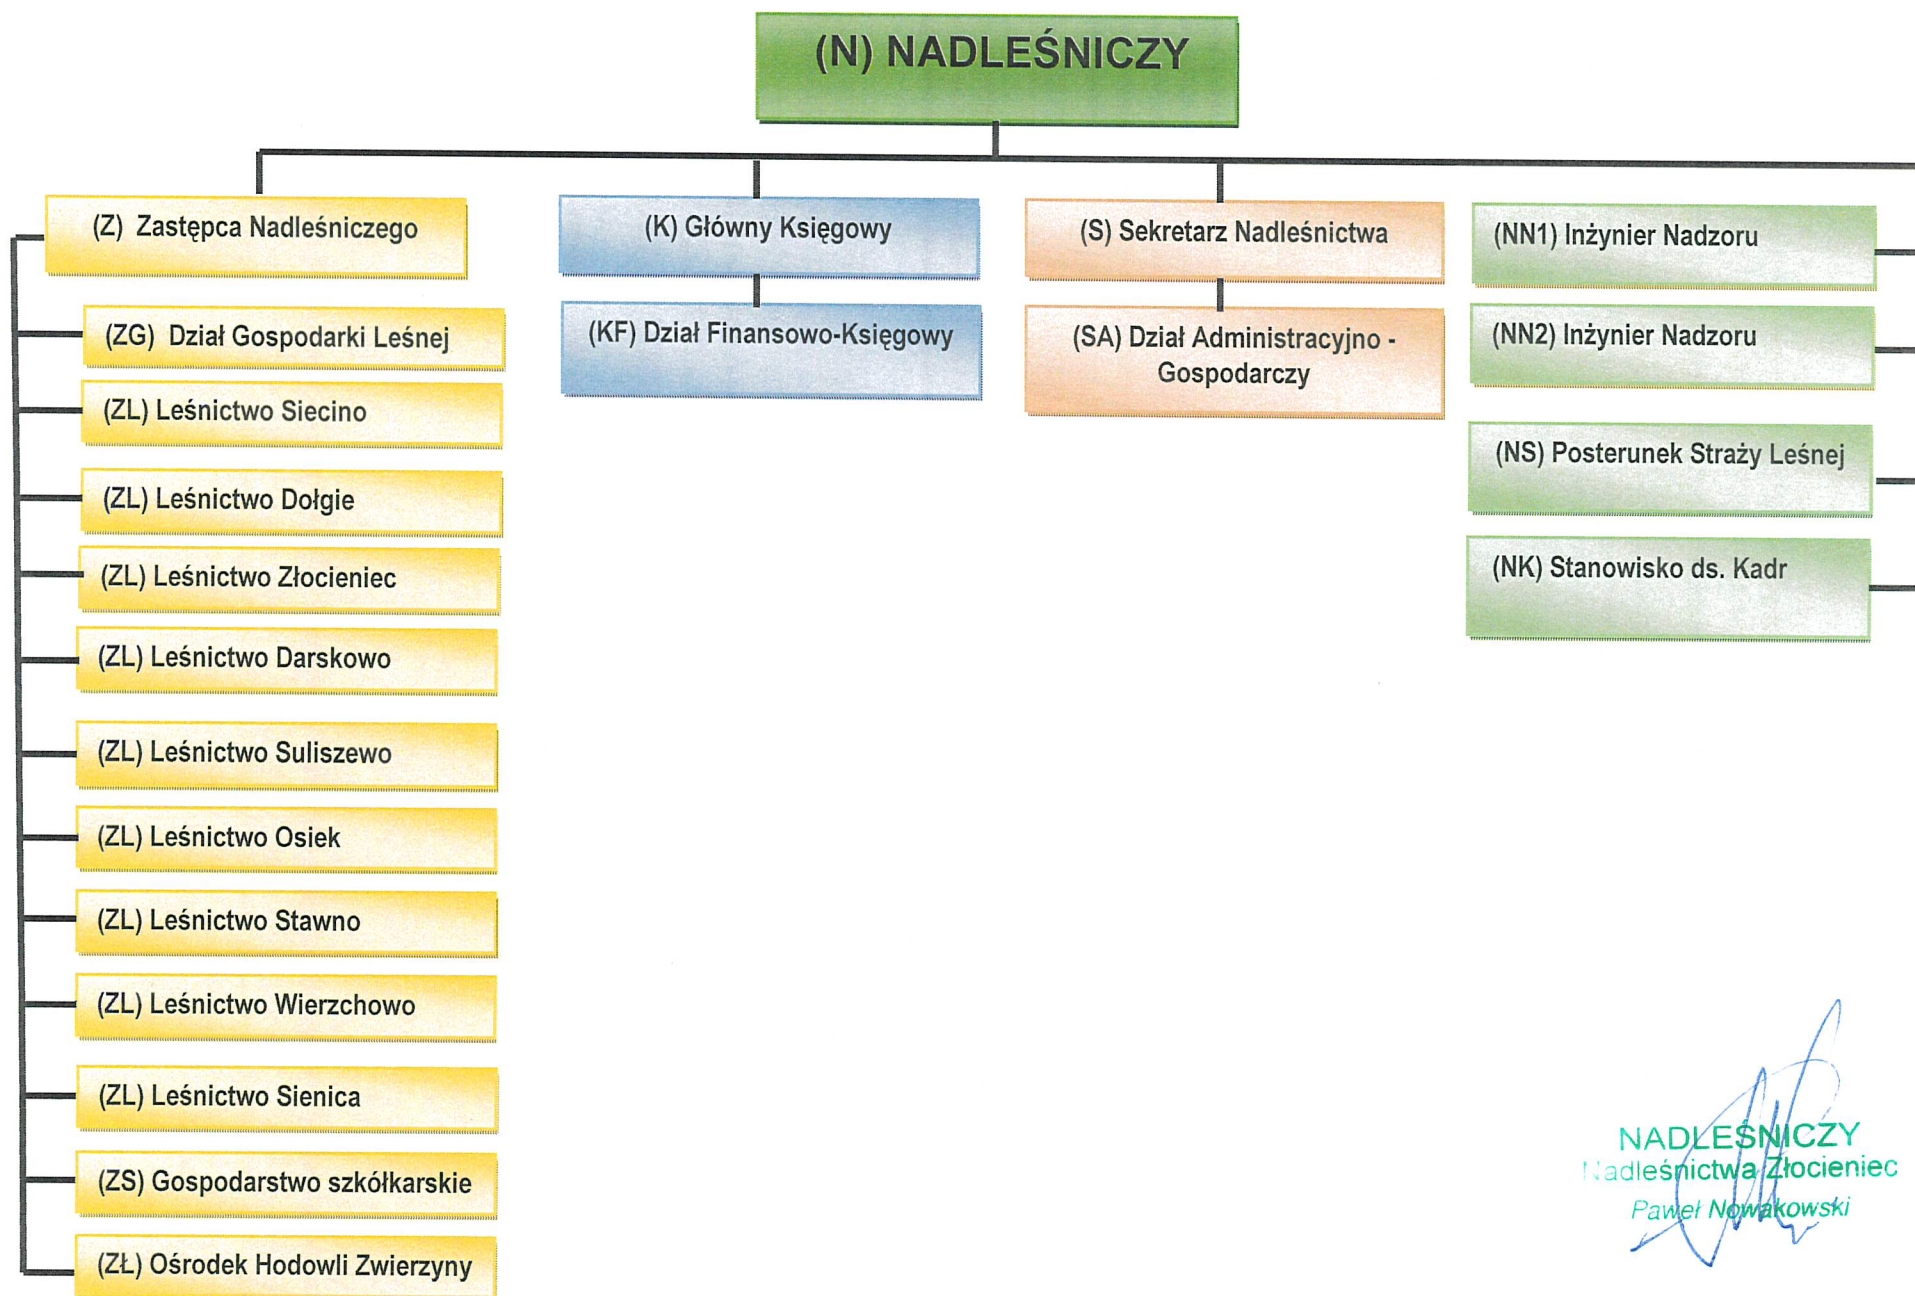 (N) NADLEŚNICZY
(Z) Zastępca Nadleśniczego
(ZG) Dział Gospodarki Leśnej
(ZL) Leśnictwo Siecino
(ZL) Leśnictwo Dołgie
(ZL) Leśnictwo Złocieniec
(ZL) Leśnictwo Darskowo
(ZL) Leśnictwo Suliszewo
(ZL) Leśnictwo Osiek
(ZL) Leśnictwo Stawno
(ZL) Leśnictwo Wierzchowo
(ZL) Leśnictwo Sienica
(ZS) Gospodarstwo szkółkarskie
(ZŁ) Ośrodek Hodowli Zwierzyny
(K) Główny Księgowy
(KF) Dział Finansowo-Księgowy
(S) Sekretarz Nadleśnictwa
(SA) Dział Administracyjno -
Gospodarczy
(NN1) Inżynier Nadzoru
(NN2) Inżynier Nadzoru
(NS) Posterunek Straży Leśnej
(NK) Stanowisko ds. Kadr
NADLEŚNICZY
Nadleśnictwa Złocieniec
Paweł Nowakowski